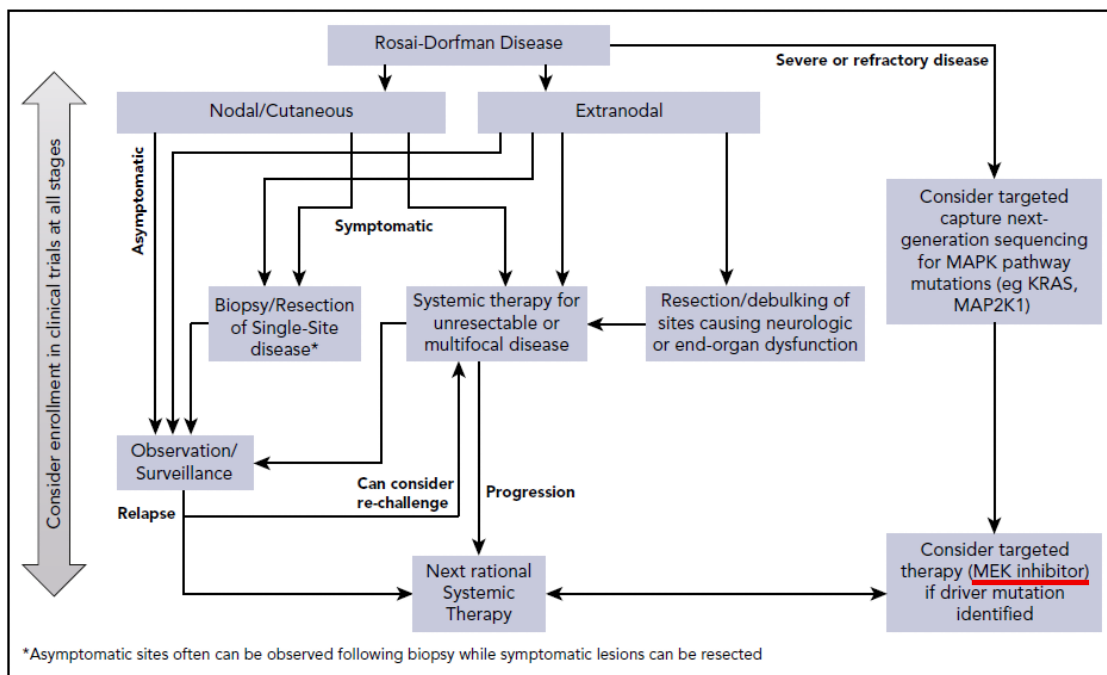 Rosai-Dorfman Disease
Severe or refractory disease
Nodal/Cutaneous
Extranodal
Consider enrollment in clinical trials at all stages
Asymptomatic
Symptomatic
Consider targeted
capture next-
generation sequencing
for MAPK pathway
mutations (eg KRAS,
MAP2K1)
Biopsy/Resection
of Single-Site
disease*
Systemic therapy for
unresectable or
multifocal disease
Resection/debulking of
sites causing neurologic
or end-organ dysfunction
Observation/
Surveillance
Can consider
re-challenge
Progression
Relapse
Next rational
Systemic
Therapy
Consider targeted
therapy (MEK inhibitor)
if driver mutation
identified
*Asymptomatic sites often can be observed following biopsy while symptomatic lesions can be resected